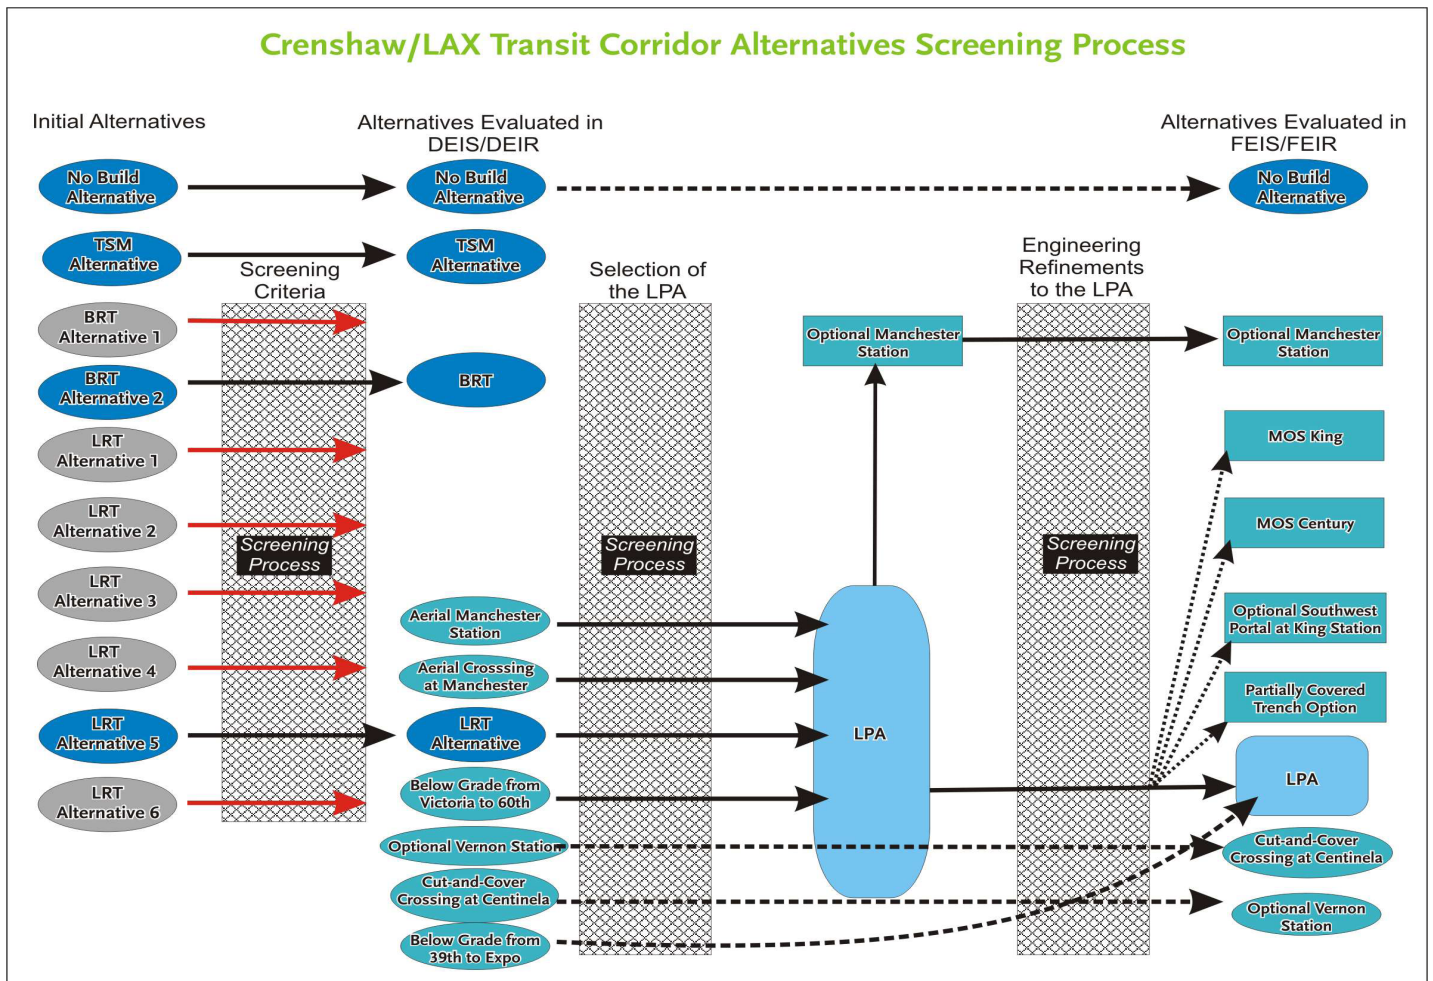 Crenshaw/LAX Transit Corridor Alternatives Screening Process
Initial Alternatives
Alternatives Evaluated in
DEIS/DEIR
Alternatives Evaluated in
FEIS/FEIR
No Build
Alternative
No Build
Alternative
No Build
Alternative
TSM
Alternative
TSM
Alternative
Screening
Criteria
Selection of
the LPA
Engineering
Refinements
to the LPA
BRT
Alternative 1
Optional Manchester
Station
Optional Manchester
Station
BRT
Alternative 2
BRT
LRT
Alternative 1
MOS King
LRT
Alternative 2
MOS Century
Screening
Process
Screening
Process
Screening
Process
LRT
Alternative 3
Aerial Manchester
Station
Optional Southwest
Portal at King Station
LRT
Alternative 4
Aerial Crosssing
at Manchester
Partially Covered
Trench Option
LRT
Alternative 5
LRT
Alternative
LPA
LPA
LRT
Alternative 6
Below Grade from
Victoria to 60th
Optional Vernon Station
Cut-and-Cover
Crossing at Centinela
Cut-and-Cover
Crossing at Centinela
Optional Vernon
Station
Below Grade from
39th to Expo